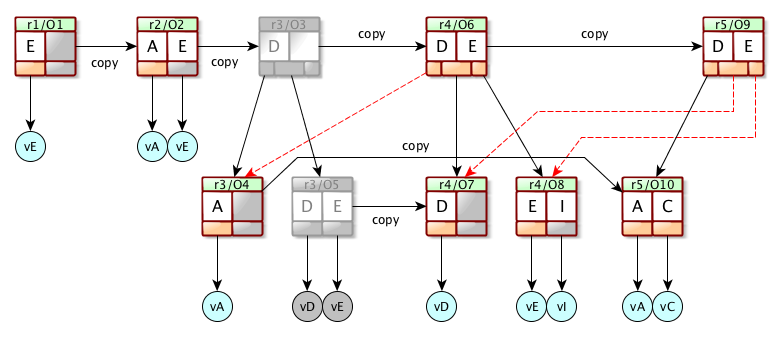 r1/O1 r2/O2 r3/O3 r4/O6 r5/O9
copy copy
E A E D D E D E
copy copy
vE vA vE
copy
r3/O4 r3/O5 r4/O7 r4/O8 r5/O10
A D E D E I A C
copy
vA vD vE vD vE vI vA vC